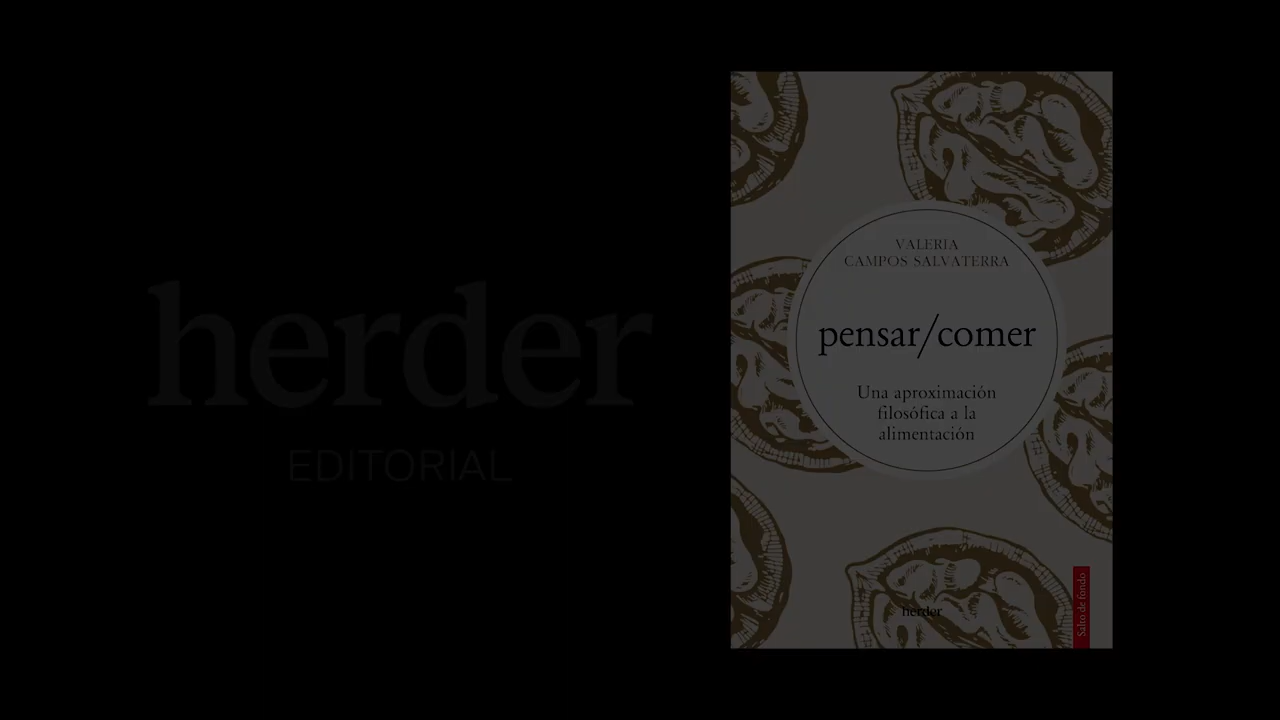 herder
EDITORIAL
VALERIA
CAMPOS SALVATERRA
pensar/comer
Una aproximación
filosófica a la
alimentación
herder
Salto de fondo